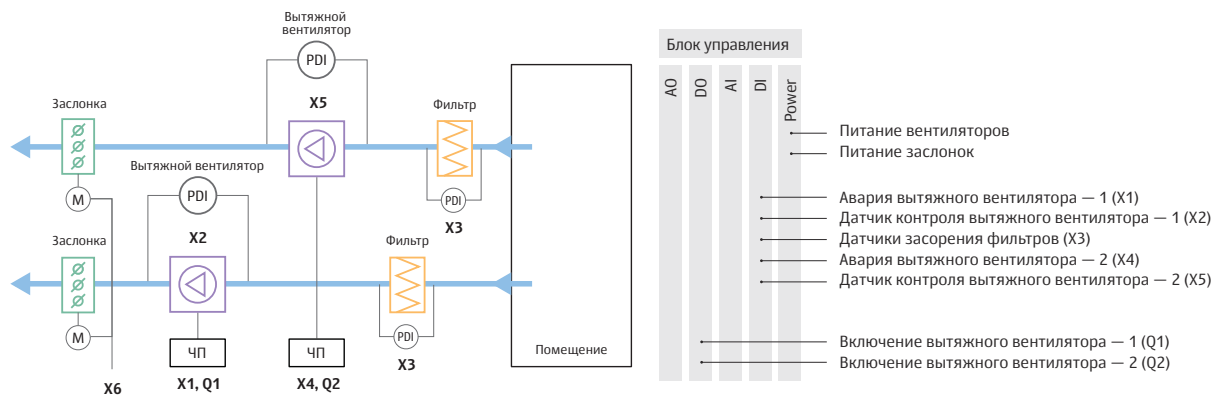 Вытяжной
вентилятор
PDI
X5
Заслонка
Фильтр
M
PDI
X3
Вытяжной вентилятор
PDI
X2
Заслонка
Фильтр
M
PDI
X3
ЧП
ЧП
X6
X1, Q1
X4, Q2
Помещение
Блок управления
AO
DO
AI
DI
Power
Питание вентиляторов
Питание заслонок
Авария вытяжного вентилятора — 1 (X1)
Датчик контроля вытяжного вентилятора — 1 (X2)
Датчики засорения фильтров (X3)
Авария вытяжного вентилятора — 2 (X4)
Датчик контроля вытяжного вентилятора — 2 (X5)
Включение вытяжного вентилятора — 1 (Q1)
Включение вытяжного вентилятора — 2 (Q2)